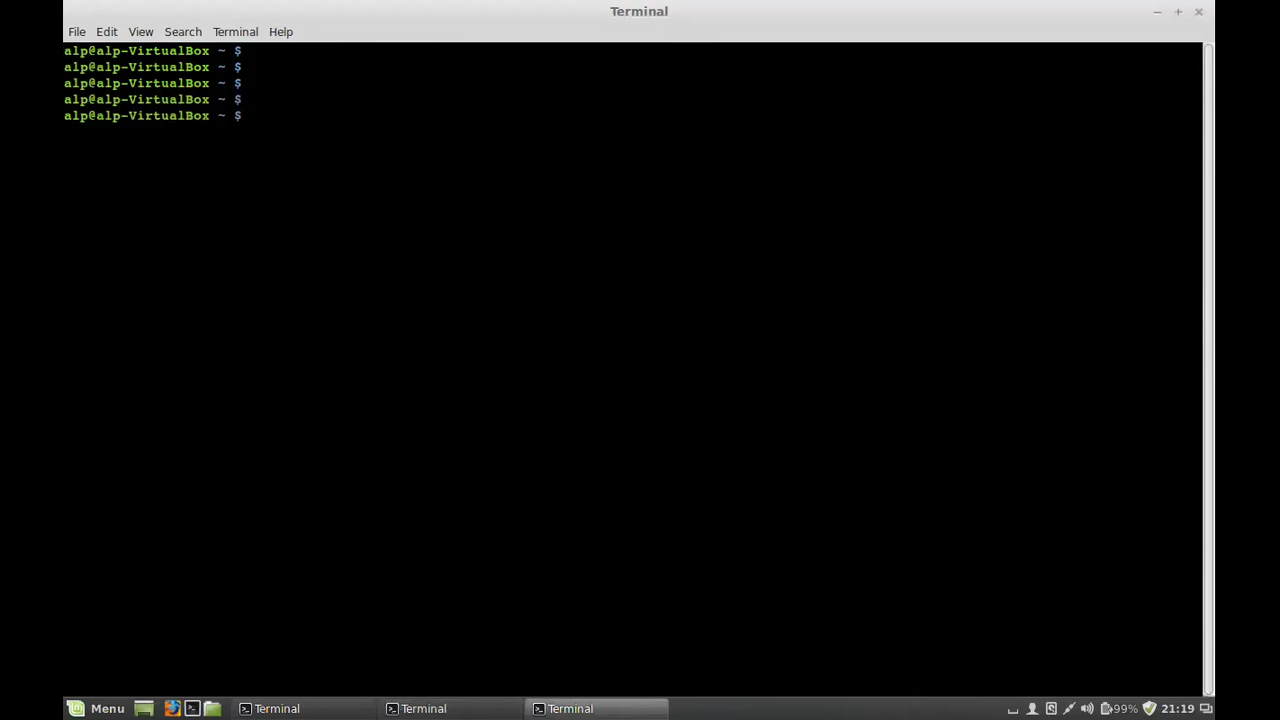 Terminal
File Edit View Search Terminal Help
alp@alp-VirtualBox ~ $
alp@alp-VirtualBox ~ $
alp@alp-VirtualBox ~ $
alp@alp-VirtualBox ~ $
alp@alp-VirtualBox ~ $
Menu Terminal Terminal Terminal 99% 21:19